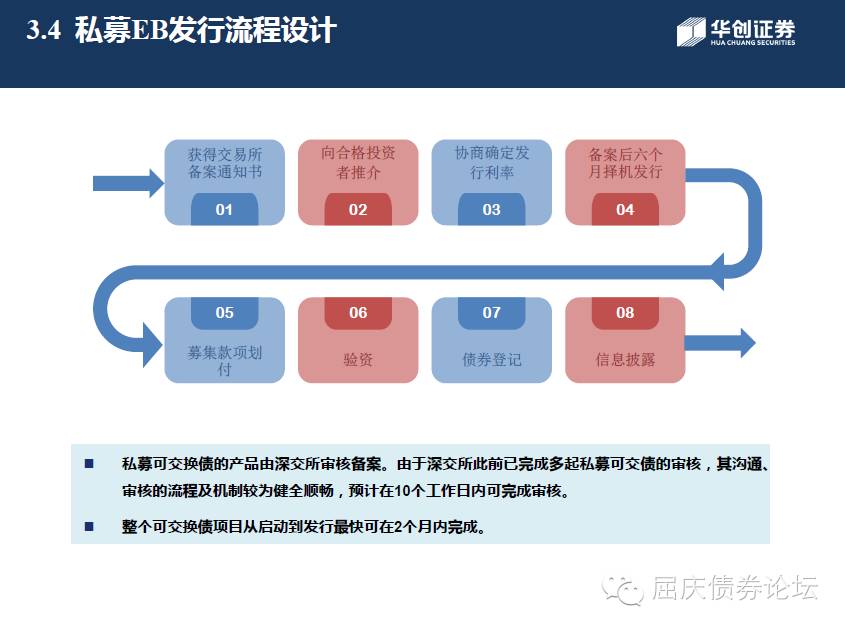 3.4 私募EB发行流程设计
华创证券
HUA CHUANG SECURITIES
获得交易所
备案通知书
01
向合格投资
者推介
02
协商确定发
行利率
03
备案后六个
月择机发行
04
05
募集款项划
付
06
验资
07
债券登记
08
信息披露
私募可交换债的产品由深交所审核备案。由于深交所此前已完成多起私募可交债的审核，其沟通、
审核的流程及机制较为健全顺畅，预计在10个工作日内可完成审核。
整个可交换债项目从启动到发行最快可在2个月内完成。
屈庆债券论坛